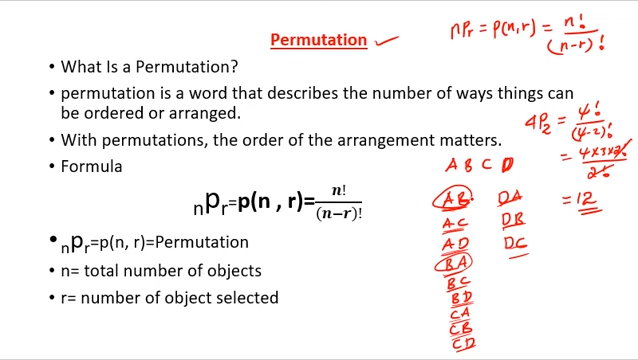 Permutation
nPr = P(n,r) = n!/(n-r)!
• What Is a Permutation?
• permutation is a word that describes the number of ways things can
be ordered or arranged.
• With permutations, the order of the arrangement matters.
• Formula
nPr=p(n , r)=n!/(n−r)!
• nPr=p(n, r)=Permutation
• n= total number of objects
• r= number of object selected
4P2 = 4!/(4-2)!
= 4×3×2!/2!
= 12
A B C D
AB DA
AC DB
AD DC
BA
BC
BD
CA
CB
CD